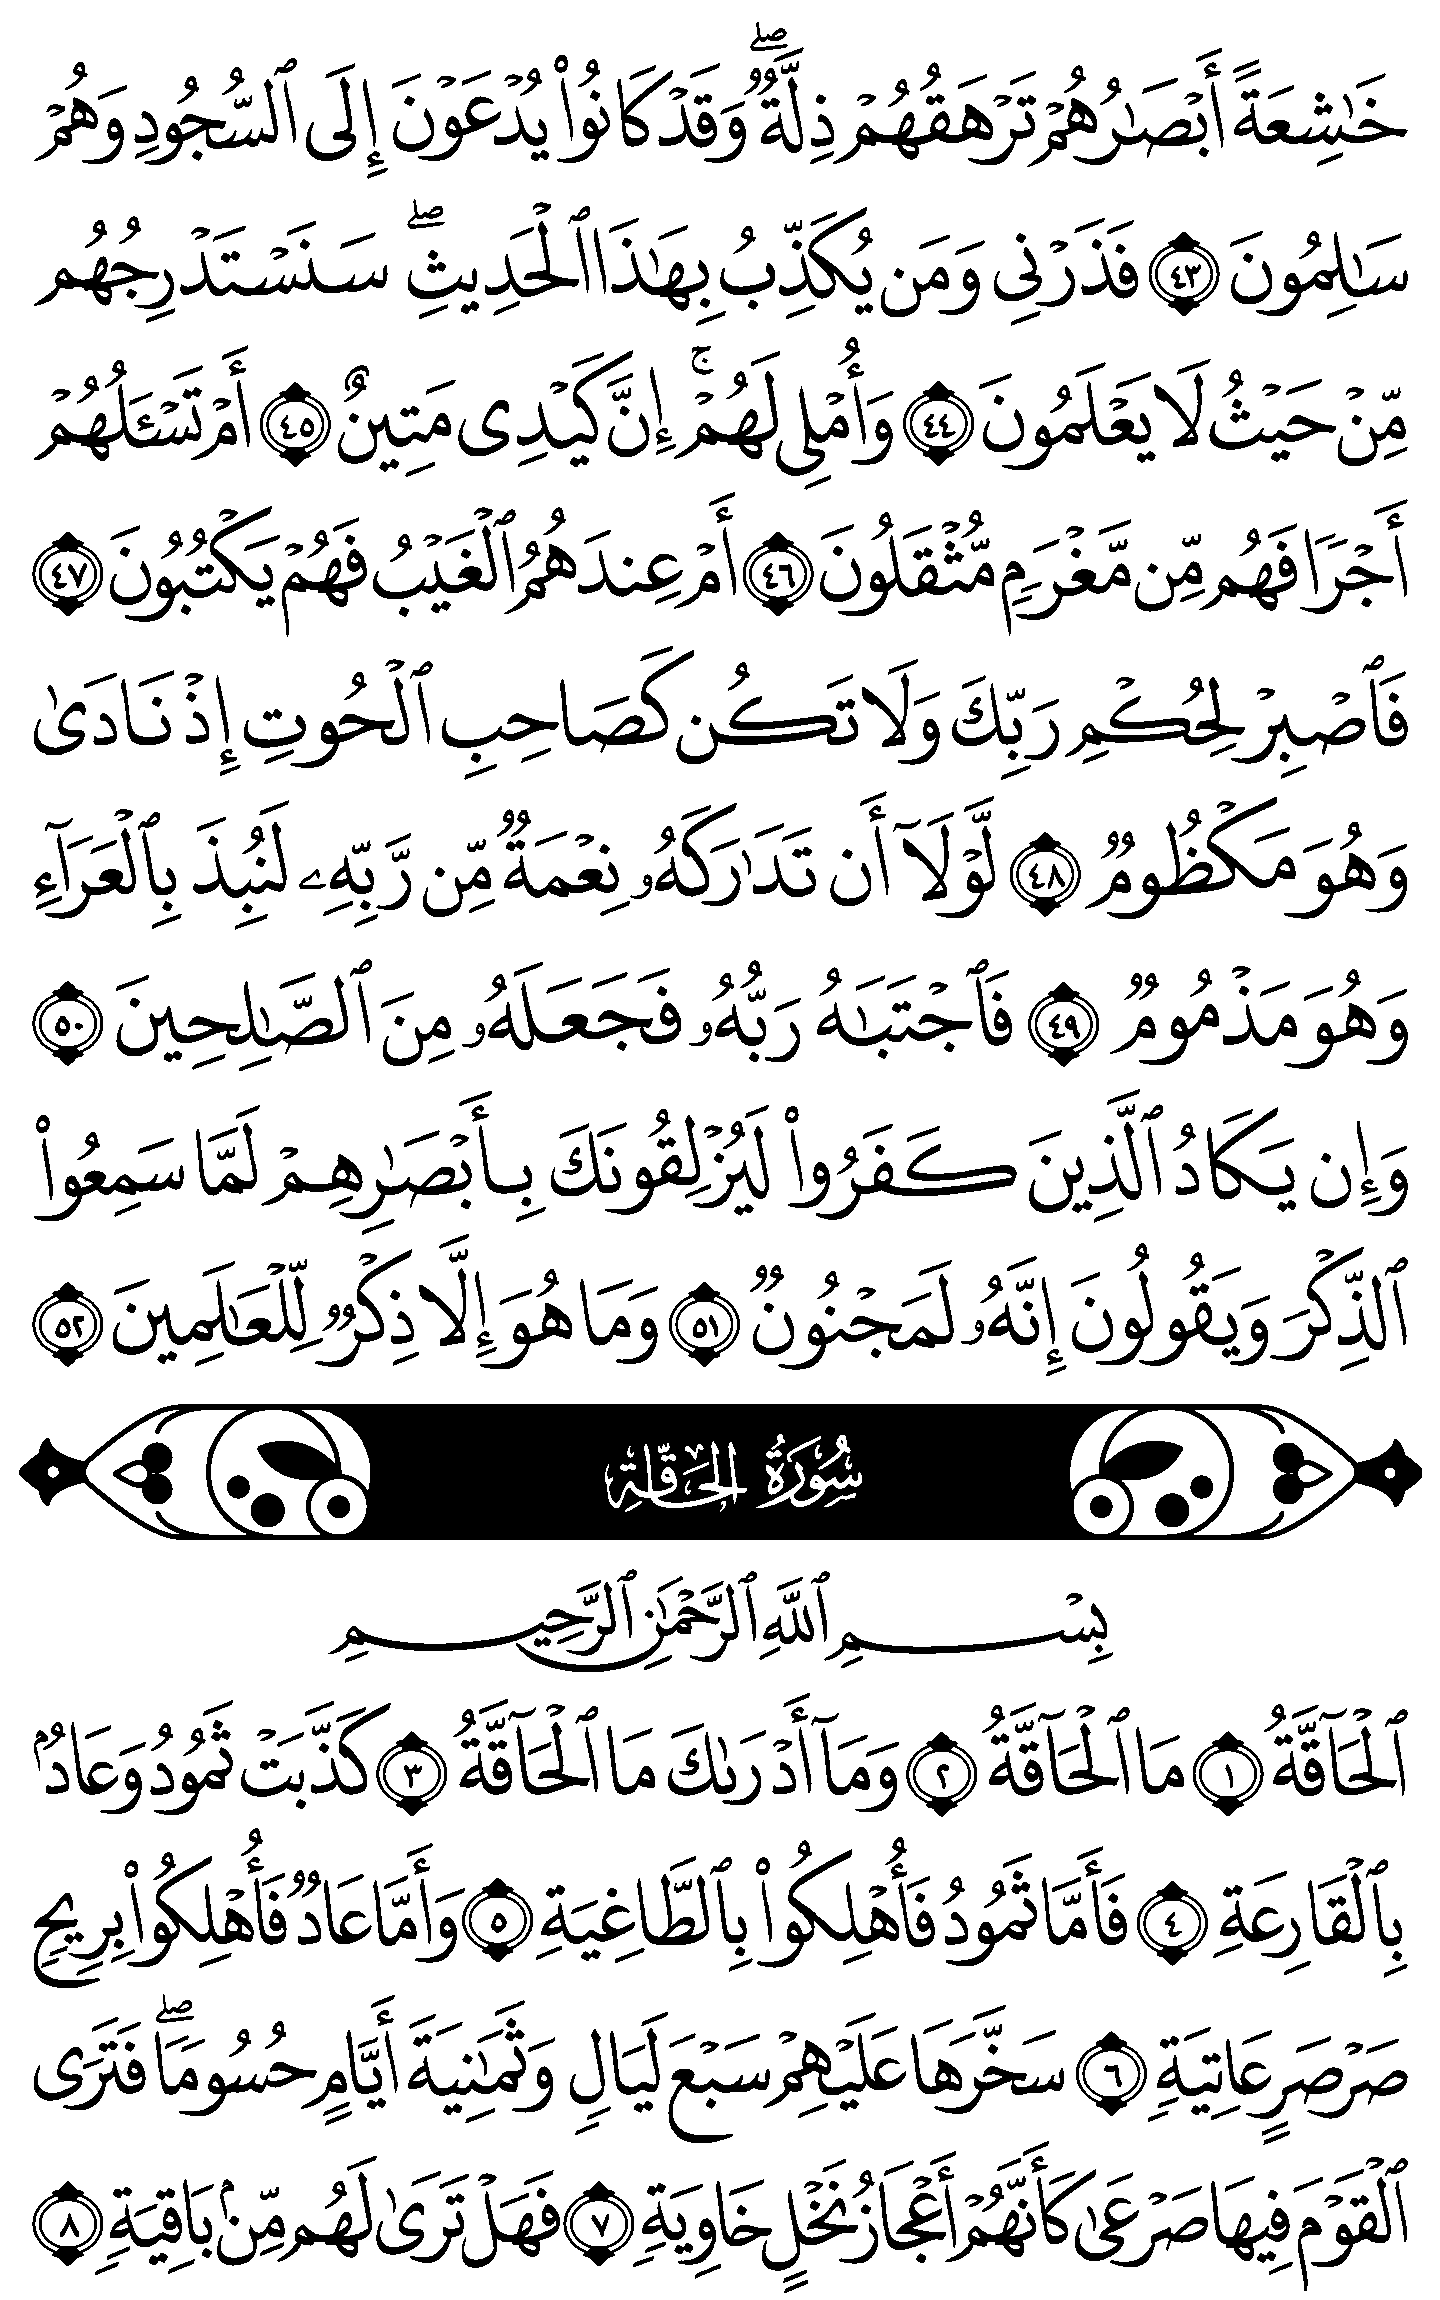 خَٰشِعَةً أَبْصَٰرُهُمْ تَرْهَقُهُمْ ذِلَّةٌ ۖ وَقَدْ كَانُوا۟ يُدْعَوْنَ إِلَى ٱلسُّجُودِ وَهُمْ
سَٰلِمُونَ ٤٣ فَذَرْنِى وَمَن يُكَذِّبُ بِهَٰذَا ٱلْحَدِيثِ ۖ سَنَسْتَدْرِجُهُم
مِّنْ حَيْثُ لَا يَعْلَمُونَ ٤٤ وَأُمْلِى لَهُمْ ۚ إِنَّ كَيْدِى مَتِينٌ ٤٥ أَمْ تَسْـَٔلُهُمْ
أَجْرًا فَهُم مِّن مَّغْرَمٍ مُّثْقَلُونَ ٤٦ أَمْ عِندَهُمُ ٱلْغَيْبُ فَهُمْ يَكْتُبُونَ ٤٧
فَٱصْبِرْ لِحُكْمِ رَبِّكَ وَلَا تَكُن كَصَاحِبِ ٱلْحُوتِ إِذْ نَادَىٰ
وَهُوَ مَكْظُومٌ ٤٨ لَّوْلَآ أَن تَدَٰرَكَهُۥ نِعْمَةٌ مِّن رَّبِّهِۦ لَنُبِذَ بِٱلْعَرَآءِ
وَهُوَ مَذْمُومٌ ٤٩ فَٱجْتَبَٰهُ رَبُّهُۥ فَجَعَلَهُۥ مِنَ ٱلصَّٰلِحِينَ ٥٠
وَإِن يَكَادُ ٱلَّذِينَ كَفَرُوا۟ لَيُزْلِقُونَكَ بِأَبْصَٰرِهِمْ لَمَّا سَمِعُوا۟
ٱلذِّكْرَ وَيَقُولُونَ إِنَّهُۥ لَمَجْنُونٌ ٥١ وَمَا هُوَ إِلَّا ذِكْرٌ لِّلْعَٰلَمِينَ ٥٢
سُورَةُ الحَاقَّةِ
بِسْمِ ٱللَّهِ ٱلرَّحْمَٰنِ ٱلرَّحِيمِ
ٱلْحَآقَّةُ ١ مَا ٱلْحَآقَّةُ ٢ وَمَآ أَدْرَىٰكَ مَا ٱلْحَآقَّةُ ٣ كَذَّبَتْ ثَمُودُ وَعَادٌۢ
بِٱلْقَارِعَةِ ٤ فَأَمَّا ثَمُودُ فَأُهْلِكُوا۟ بِٱلطَّاغِيَةِ ٥ وَأَمَّا عَادٌ فَأُهْلِكُوا۟ بِرِيحٍ
صَرْصَرٍ عَاتِيَةٍ ٦ سَخَّرَهَا عَلَيْهِمْ سَبْعَ لَيَالٍ وَثَمَٰنِيَةَ أَيَّامٍ حُسُومًا ۖ فَتَرَى
ٱلْقَوْمَ فِيهَا صَرْعَىٰ كَأَنَّهُمْ أَعْجَازُ نَخْلٍ خَاوِيَةٍ ٧ فَهَلْ تَرَىٰ لَهُم مِّنۢ بَاقِيَةٍ ٨